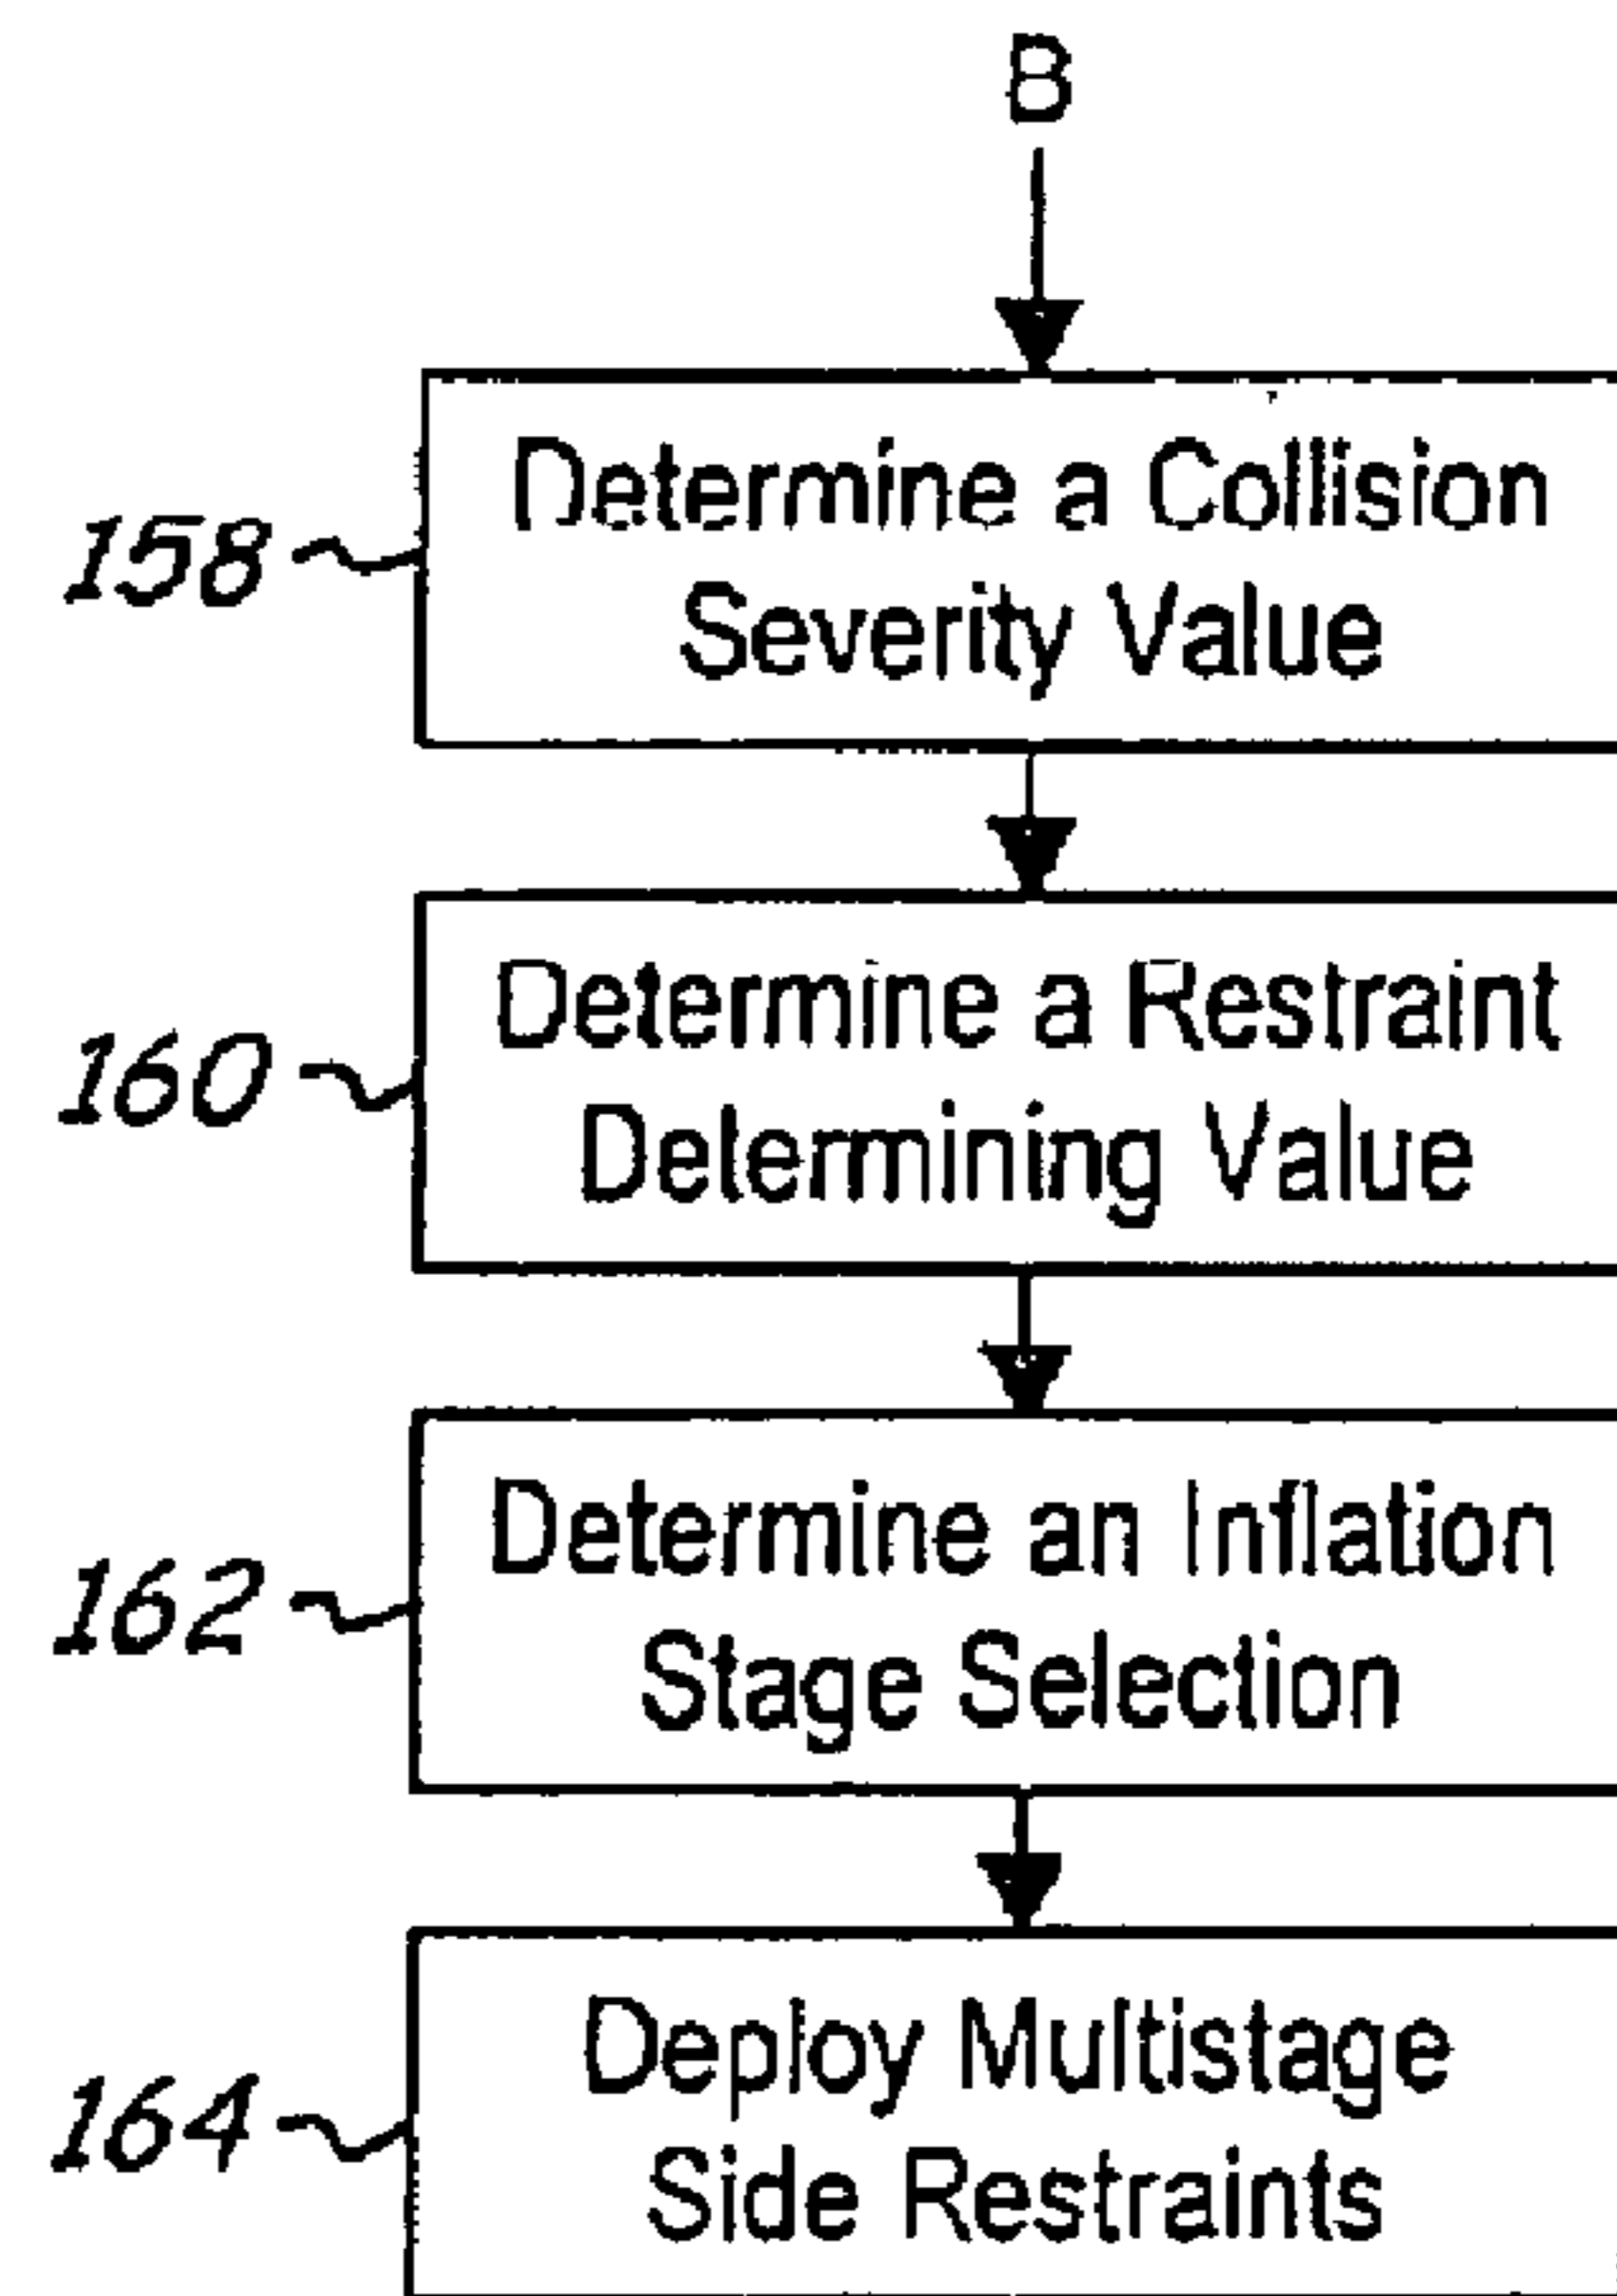 B
Determine a Collision
158
Severity Value
Determine a Restraint
160
Determining Value
Determine an Inflation
162
Stage Selection
Deploy Multistage
164
Side Restraints